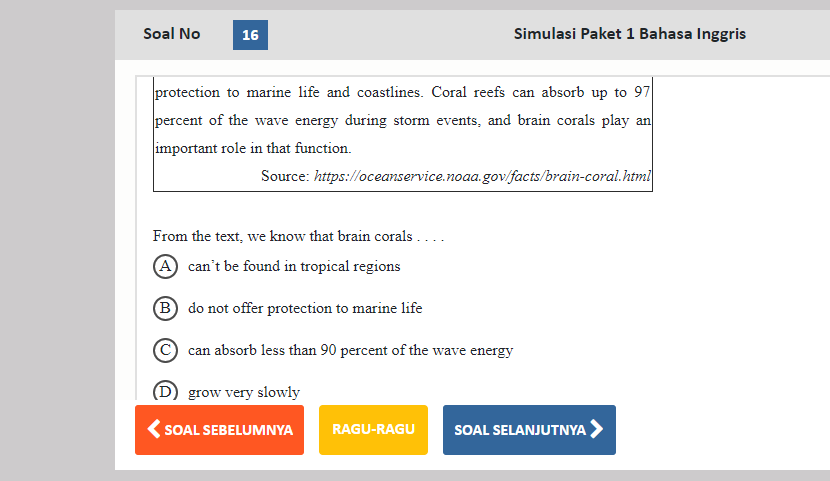 Soal No 16 Simulasi Paket 1 Bahasa Inggris
protection to marine life and coastlines. Coral reefs can absorb up to 97
percent of the wave energy during storm events, and brain corals play an
important role in that function.
Source: https://oceanservice.noaa.gov/facts/brain-coral.html
From the text, we know that brain corals . . . .
A can't be found in tropical regions
B do not offer protection to marine life
C can absorb less than 90 percent of the wave energy
D grow very slowly
SOAL SEBELUMNYA RAGU-RAGU SOAL SELANJUTNYA